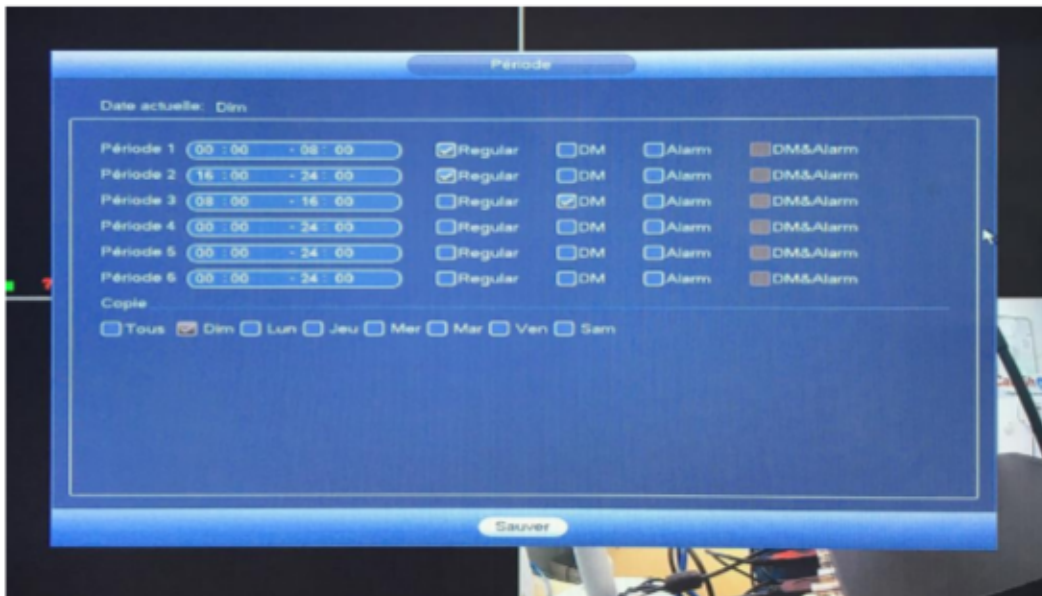 Période
Date actuelle: Dim
Période 1 00 : 00 - 08 : 00 Regular DM Alarm DM&Alarm
Période 2 16 : 00 - 24 : 00 Regular DM Alarm DM&Alarm
Période 3 08 : 00 - 16 : 00 Regular DM Alarm DM&Alarm
Période 4 00 : 00 - 24 : 00 Regular DM Alarm DM&Alarm
Période 5 00 : 00 - 24 : 00 Regular DM Alarm DM&Alarm
Période 6 00 : 00 - 24 : 00 Regular DM Alarm DM&Alarm
Copie
Tous Dim Lun Jeu Mer Mar Ven Sam
Sauver
?